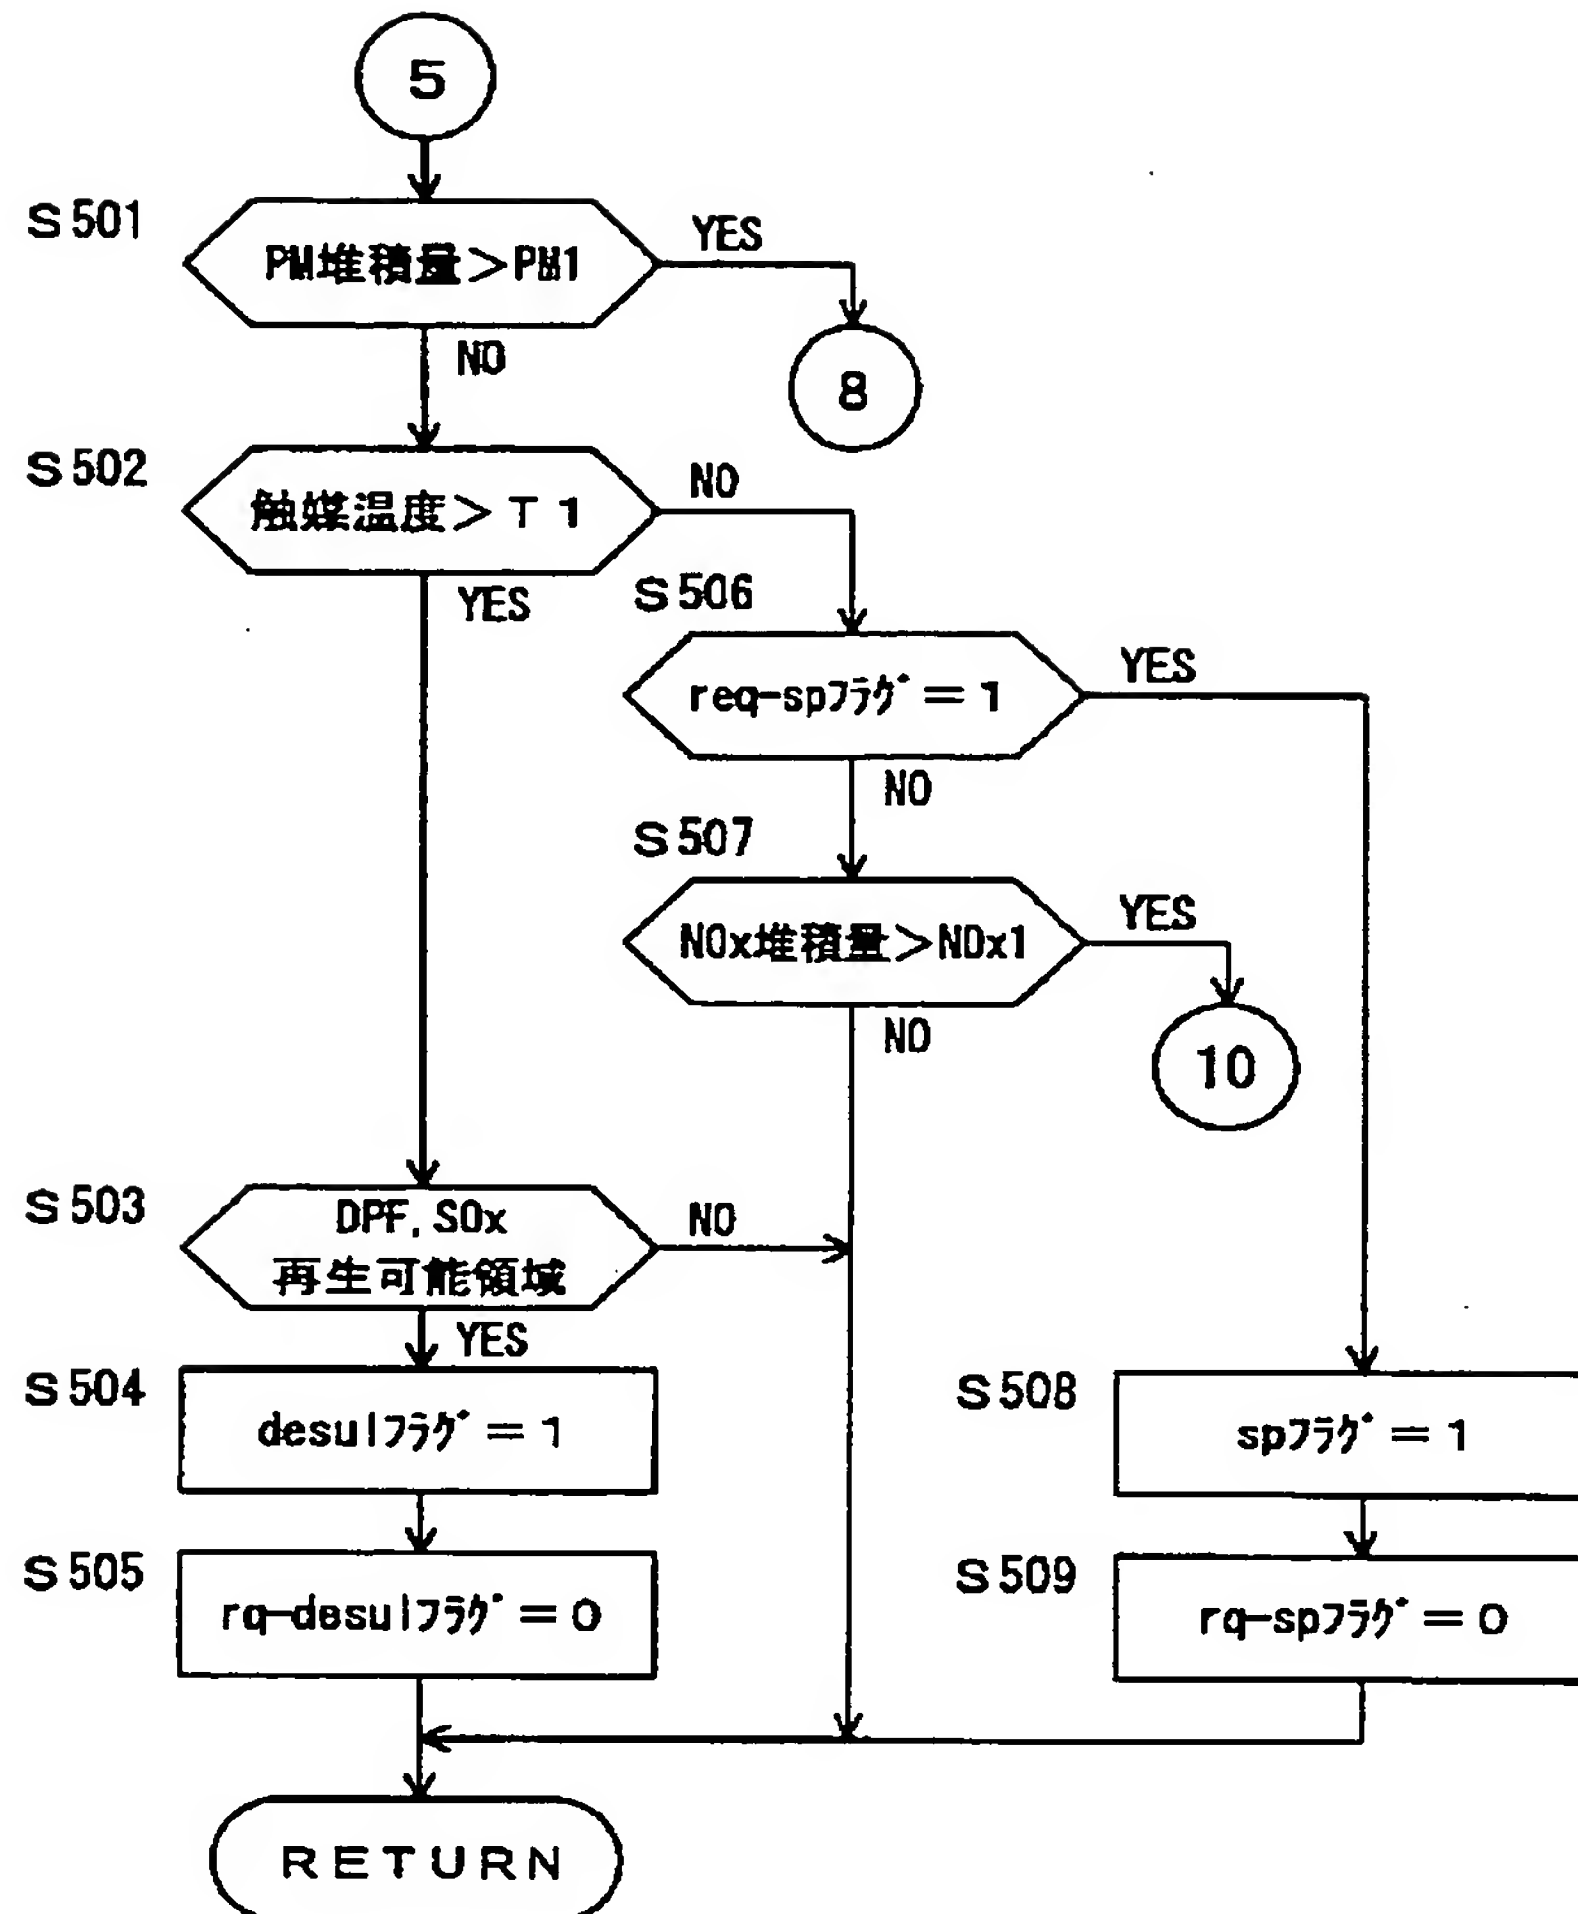 5
S501
PM堆積量＞PM1
YES
NO
8
S502
触媒温度＞T1
NO
YES
S506
req-spﾌﾗｸﾞ＝1
YES
NO
S507
NOx堆積量＞NOx1
YES
NO
10
S503
DPF,SOx
再生可能領域
NO
YES
S504
desulﾌﾗｸﾞ＝1
S508
spﾌﾗｸﾞ＝1
S505
rq-desulﾌﾗｸﾞ＝0
S509
rq-spﾌﾗｸﾞ＝0
RETURN